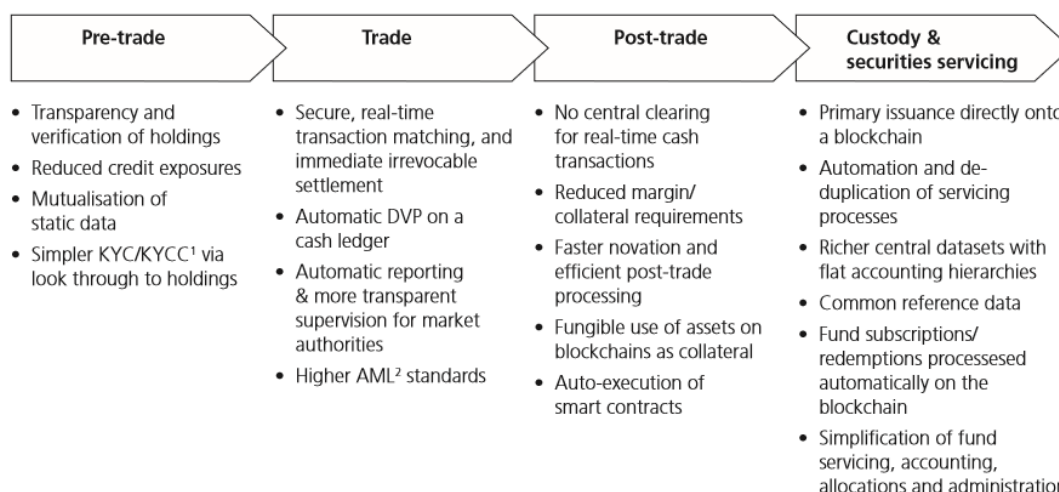 Pre-trade
Trade
Post-trade
Custody &
securities servicing
• Transparency and
verification of holdings
• Reduced credit exposures
• Mutualisation of
static data
• Simpler KYC/KYCC¹ via
look through to holdings
• Secure, real-time
transaction matching, and
immediate irrevocable
settlement
• Automatic DVP on a
cash ledger
• Automatic reporting
& more transparent
supervision for market
authorities
• Higher AML² standards
• No central clearing
for real-time cash
transactions
• Reduced margin/
collateral requirements
• Faster novation and
efficient post-trade
processing
• Fungible use of assets on
blockchains as collateral
• Auto-execution of
smart contracts
• Primary issuance directly onto
a blockchain
• Automation and de-
duplication of servicing
processes
• Richer central datasets with
flat accounting hierarchies
• Common reference data
• Fund subscriptions/
redemptions processesed
automatically on the
blockchain
• Simplification of fund
servicing, accounting,
allocations and administration